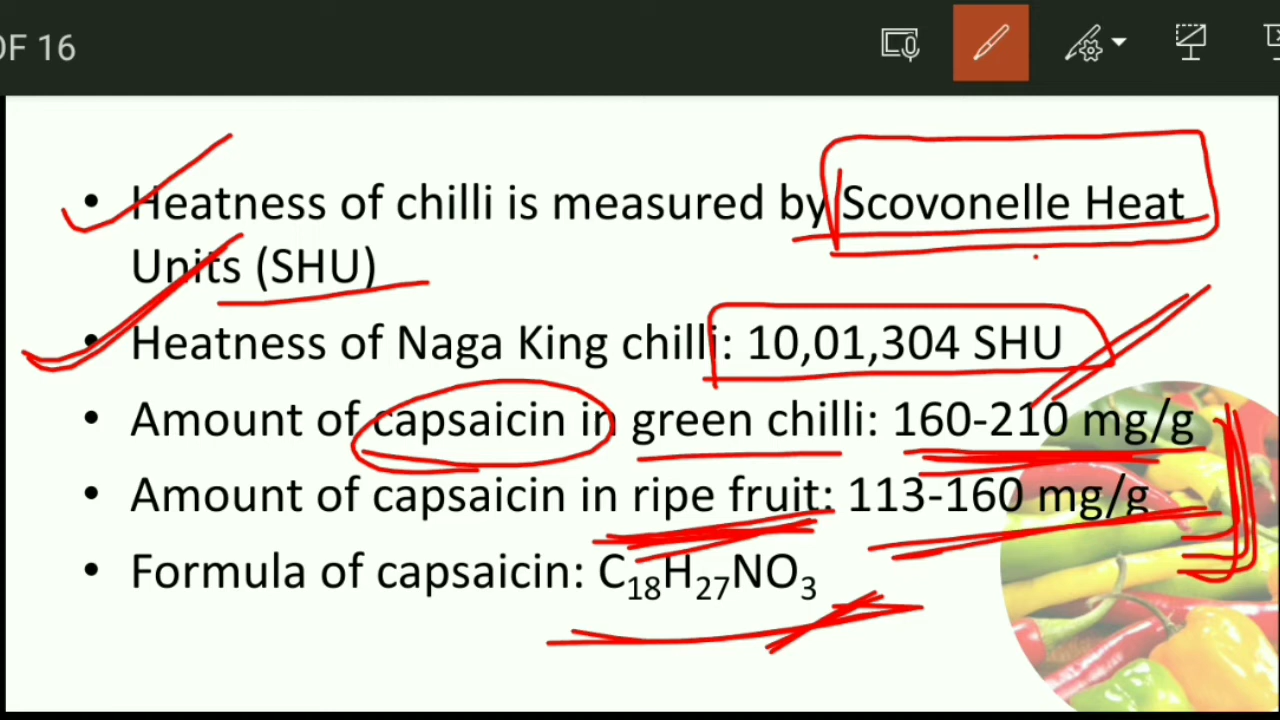 OF 16
• Heatness of chilli is measured by Scovonelle Heat
Units (SHU)
• Heatness of Naga King chilli: 10,01,304 SHU
• Amount of capsaicin in green chilli: 160-210 mg/g
• Amount of capsaicin in ripe fruit: 113-160 mg/g
• Formula of capsaicin: C₁₈H₂₇NO₃